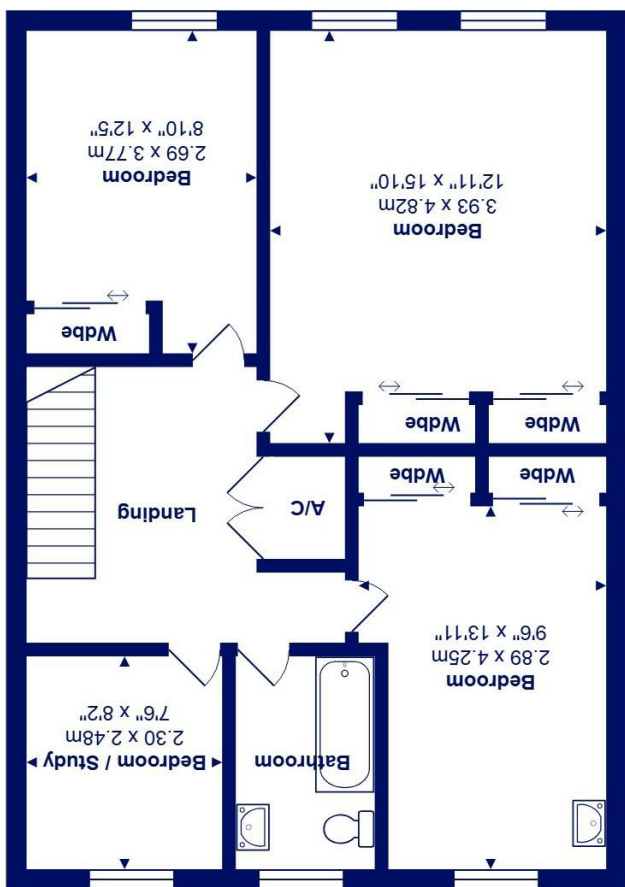 Bathroom
Bedroom / Study
2.30 x 2.48m
7'6" x 8'2"
Bedroom
2.89 x 4.25m
9'6" x 13'11"
A/C
Landing
Wdbe
Wdbe
Wdbe
Wdbe
Wdbe
Bedroom
3.93 x 4.82m
12'11" x 15'10"
Bedroom
2.69 x 3.77m
8'10" x 12'5"